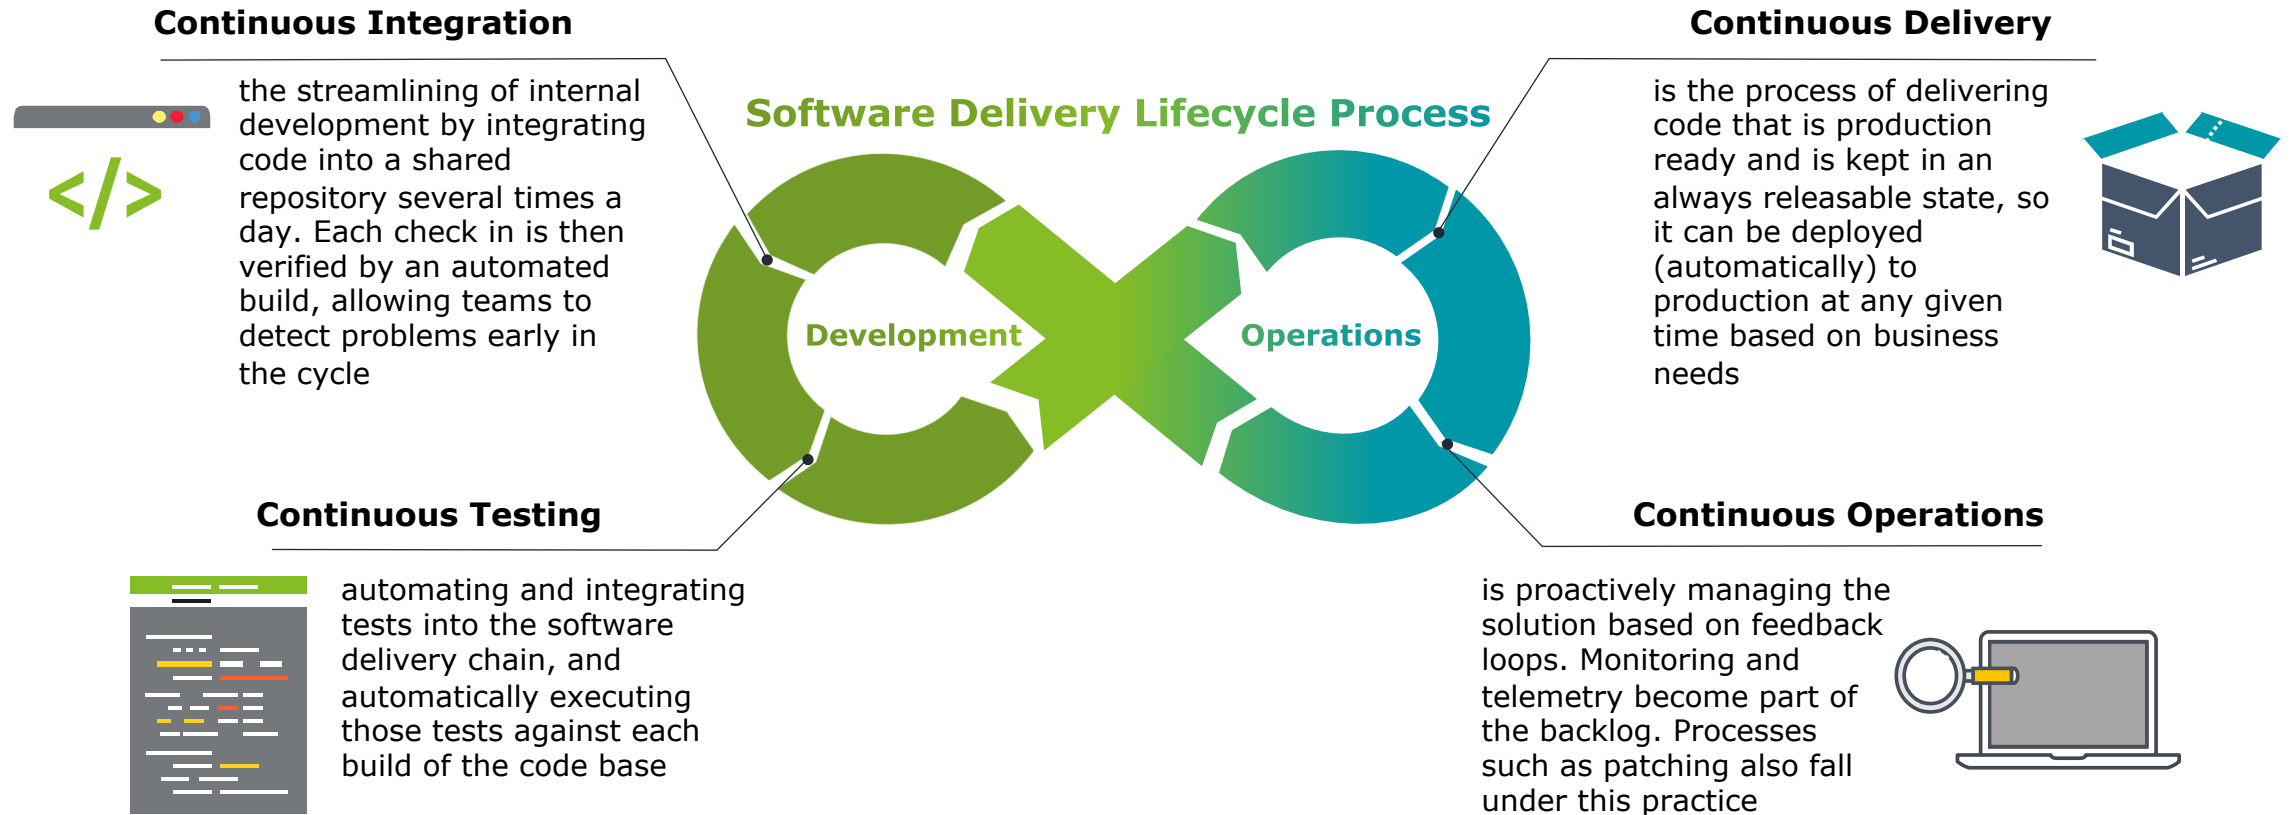 Continuous Integration
the streamlining of internal
development by integrating
code into a shared
repository several times a
day. Each check in is then
verified by an automated
build, allowing teams to
detect problems early in
the cycle
Software Delivery Lifecycle Process
Development
Operations
Continuous Delivery
is the process of delivering
code that is production
ready and is kept in an
always releasable state, so
it can be deployed
(automatically) to
production at any given
time based on business
needs
Continuous Testing
automating and integrating
tests into the software
delivery chain, and
automatically executing
those tests against each
build of the code base
Continuous Operations
is proactively managing the
solution based on feedback
loops. Monitoring and
telemetry become part of
the backlog. Processes
such as patching also fall
under this practice